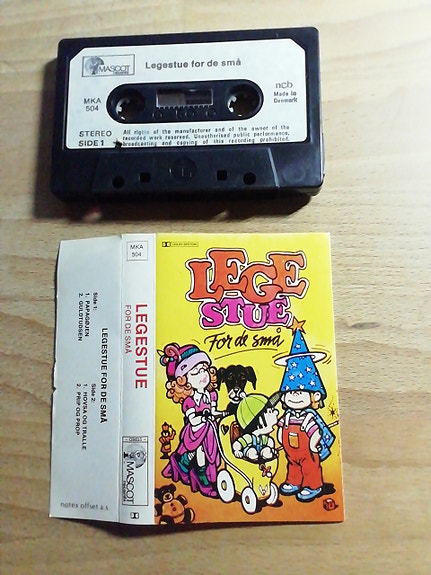 MASCOT
records
Legestue for de små
MKA
504
ncb
Made in
Denmark
STEREO
SIDE 1
All rights of the manufacturer and of the owner of the
recorded work reserved. Unauthorised public performance,
broadcasting and copying of this recording prohibited.
MKA
504
LEGESTUE
FOR DE SMÅ
MASCOT
LEGE
STUE
For de små
LEGESTUE FOR DE SMÅ
Side 1:
1. PAPAGØJEN
2. GULDTUDSEN
Side 2:
1. HOVSA OG TRALLE
2. PRIP OG PROP
notex offset a.s